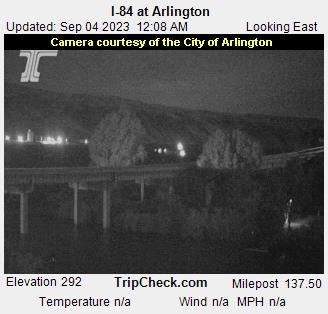 I-84 at Arlington
Updated: Sep 04 2023 12:08 AM Looking East
Camera courtesy of the City of Arlington
Elevation 292 TripCheck.com Milepost 137.50
Temperature n/a Wind n/a MPH n/a